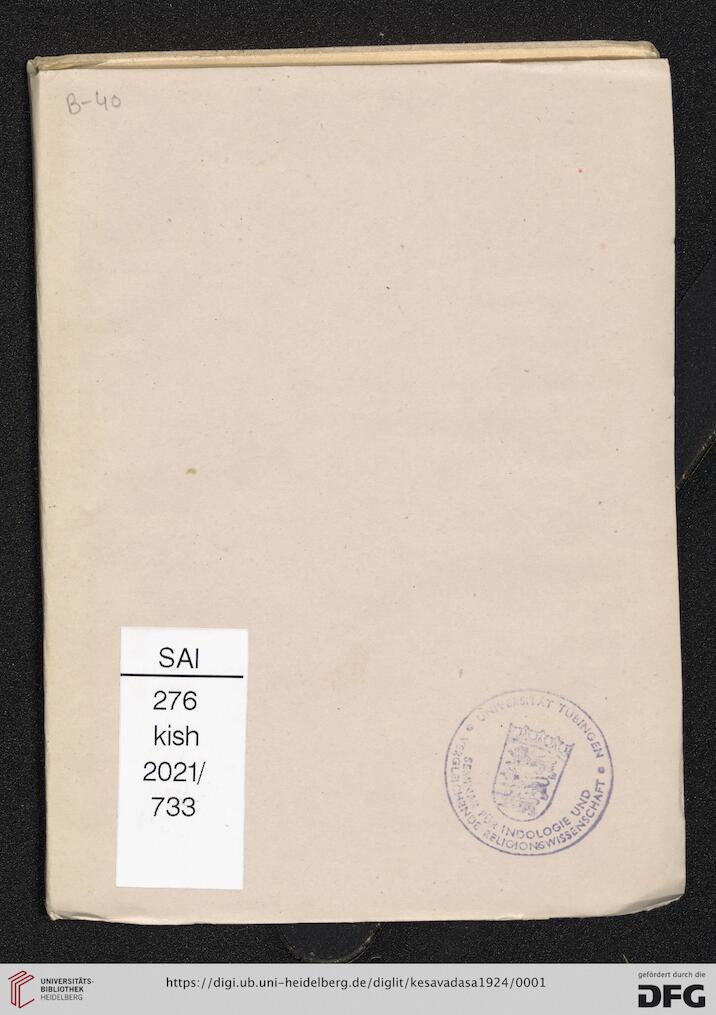 B-40
SAI
276
kish
2021/
733
UNIVERSITÄT TÜBINGEN
SEMINAR FÜR INDOLOGIE UND
VERGLEICHENDE RELIGIONSWISSENSCHAFT
UNIVERSITÄTS-
BIBLIOTHEK
HEIDELBERG
https://digi.ub.uni-heidelberg.de/diglit/kesavadasa1924/0001
gefördert durch die
DFG